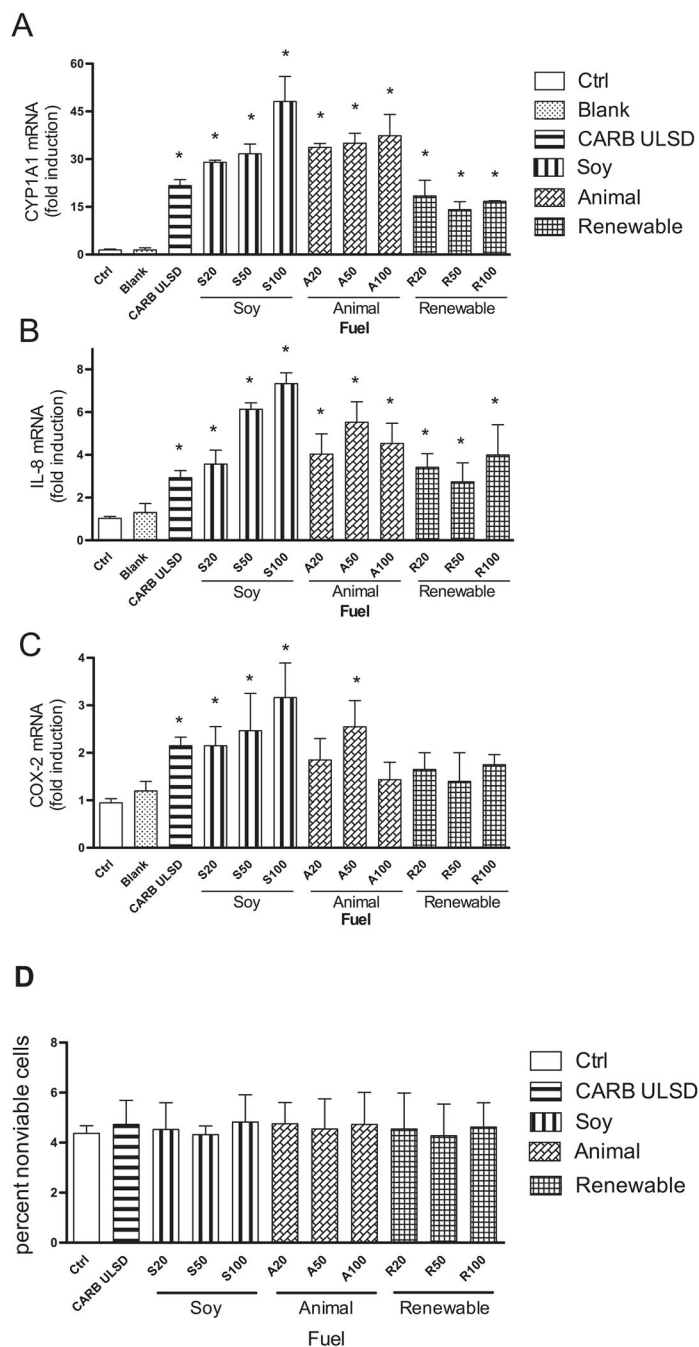 A
CYP1A1 mRNA
(fold induction)
60
45
30
15
0
*
*
*
*
*
*
*
*
*
*
Ctrl
Blank
CARB ULSD
S20
S50
S100
A20
A50
A100
R20
R50
R100
Soy
Animal
Renewable
Fuel
Ctrl
Blank
CARB ULSD
Soy
Animal
Renewable
B
IL-8 mRNA
(fold induction)
8
6
4
2
0
*
*
*
*
*
*
*
*
*
*
Ctrl
Blank
CARB ULSD
S20
S50
S100
A20
A50
A100
R20
R50
R100
Soy
Animal
Renewable
Fuel
C
COX-2 mRNA
(fold induction)
4
3
2
1
0
*
*
*
*
*
Ctrl
Blank
CARB ULSD
S20
S50
S100
A20
A50
A100
R20
R50
R100
Soy
Animal
Renewable
Fuel
D
percent nonviable cells
8
6
4
2
0
Ctrl
CARB ULSD
S20
S50
S100
A20
A50
A100
R20
R50
R100
Soy
Animal
Renewable
Fuel
Ctrl
CARB ULSD
Soy
Animal
Renewable